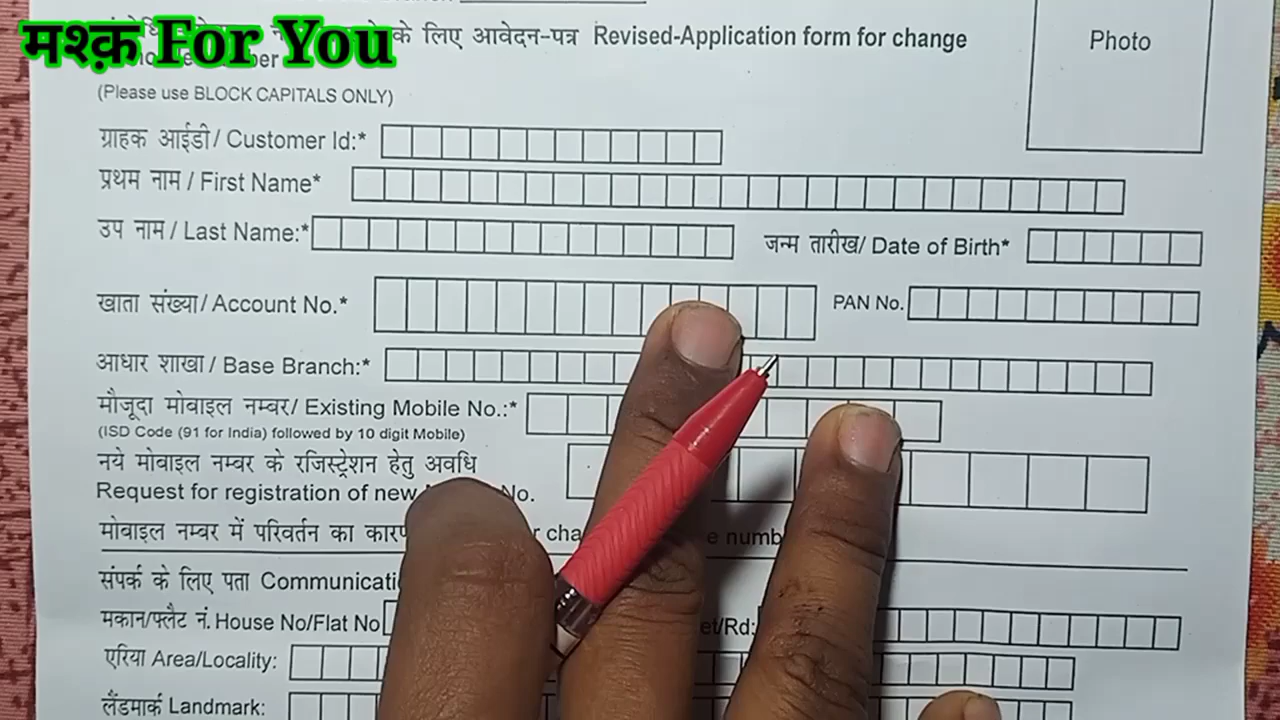 मश्क़ For You
के लिए आवेदन-पत्र Revised-Application form for change
Photo
(Please use BLOCK CAPITALS ONLY)
ग्राहक आईडी / Customer Id:*
प्रथम नाम / First Name*
उप नाम / Last Name:*
जन्म तारीख/ Date of Birth*
खाता संख्या/ Account No.*
PAN No.
आधार शाखा / Base Branch:*
मौजूदा मोबाइल नम्बर/ Existing Mobile No.:*
(ISD Code (91 for India) followed by 10 digit Mobile)
नये मोबाइल नम्बर के रजिस्ट्रेशन हेतु अवधि
Request for registration of new No.
मोबाइल नम्बर में परिवर्तन का
संपर्क के लिए पता
मकान/फ्लैट नं. House No/Flat No
एरिया Area/Locality:
लैंडमार्क Landmark: